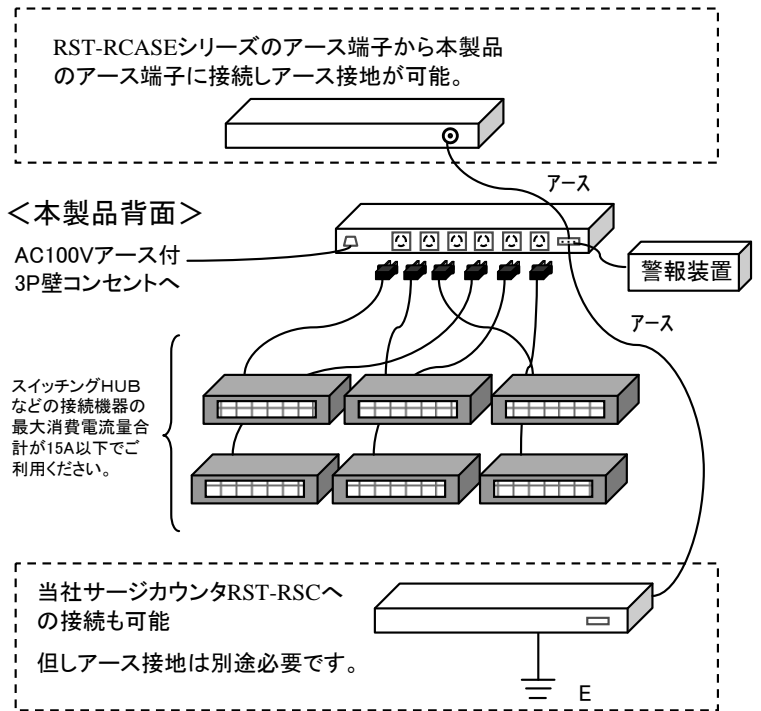 RST-RCASEシリーズのアース端子から本製品
のアース端子に接続しアース接地が可能。
アース
＜本製品背面＞
AC100Vアース付
3P壁コンセントへ
警報装置
アース
スイッチングHUB
などの接続機器の
最大消費電流量合
計が15A以下でご
利用ください。
当社サージカウンタRST-RSCへ
の接続も可能
但しアース接地は別途必要です。
E